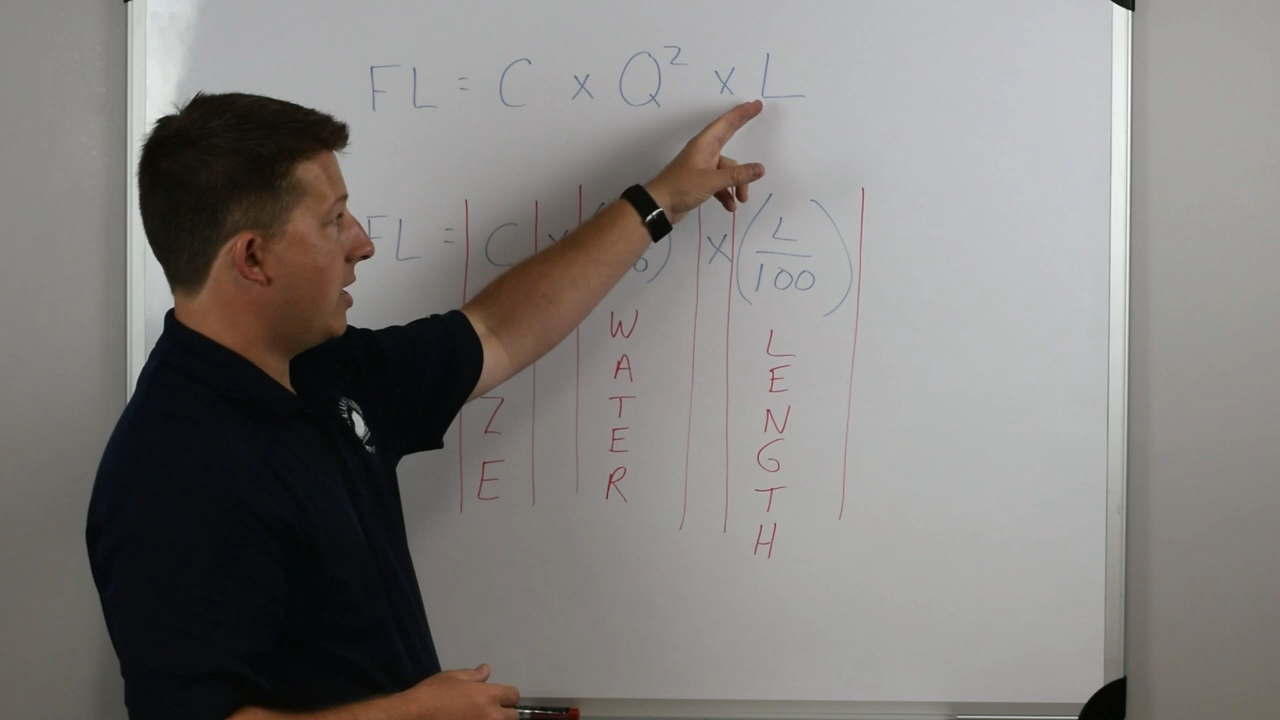 FL = C x Q² x L
FL = C x x (L/100)
Z
E
W
A
T
E
R
L
E
N
G
T
H